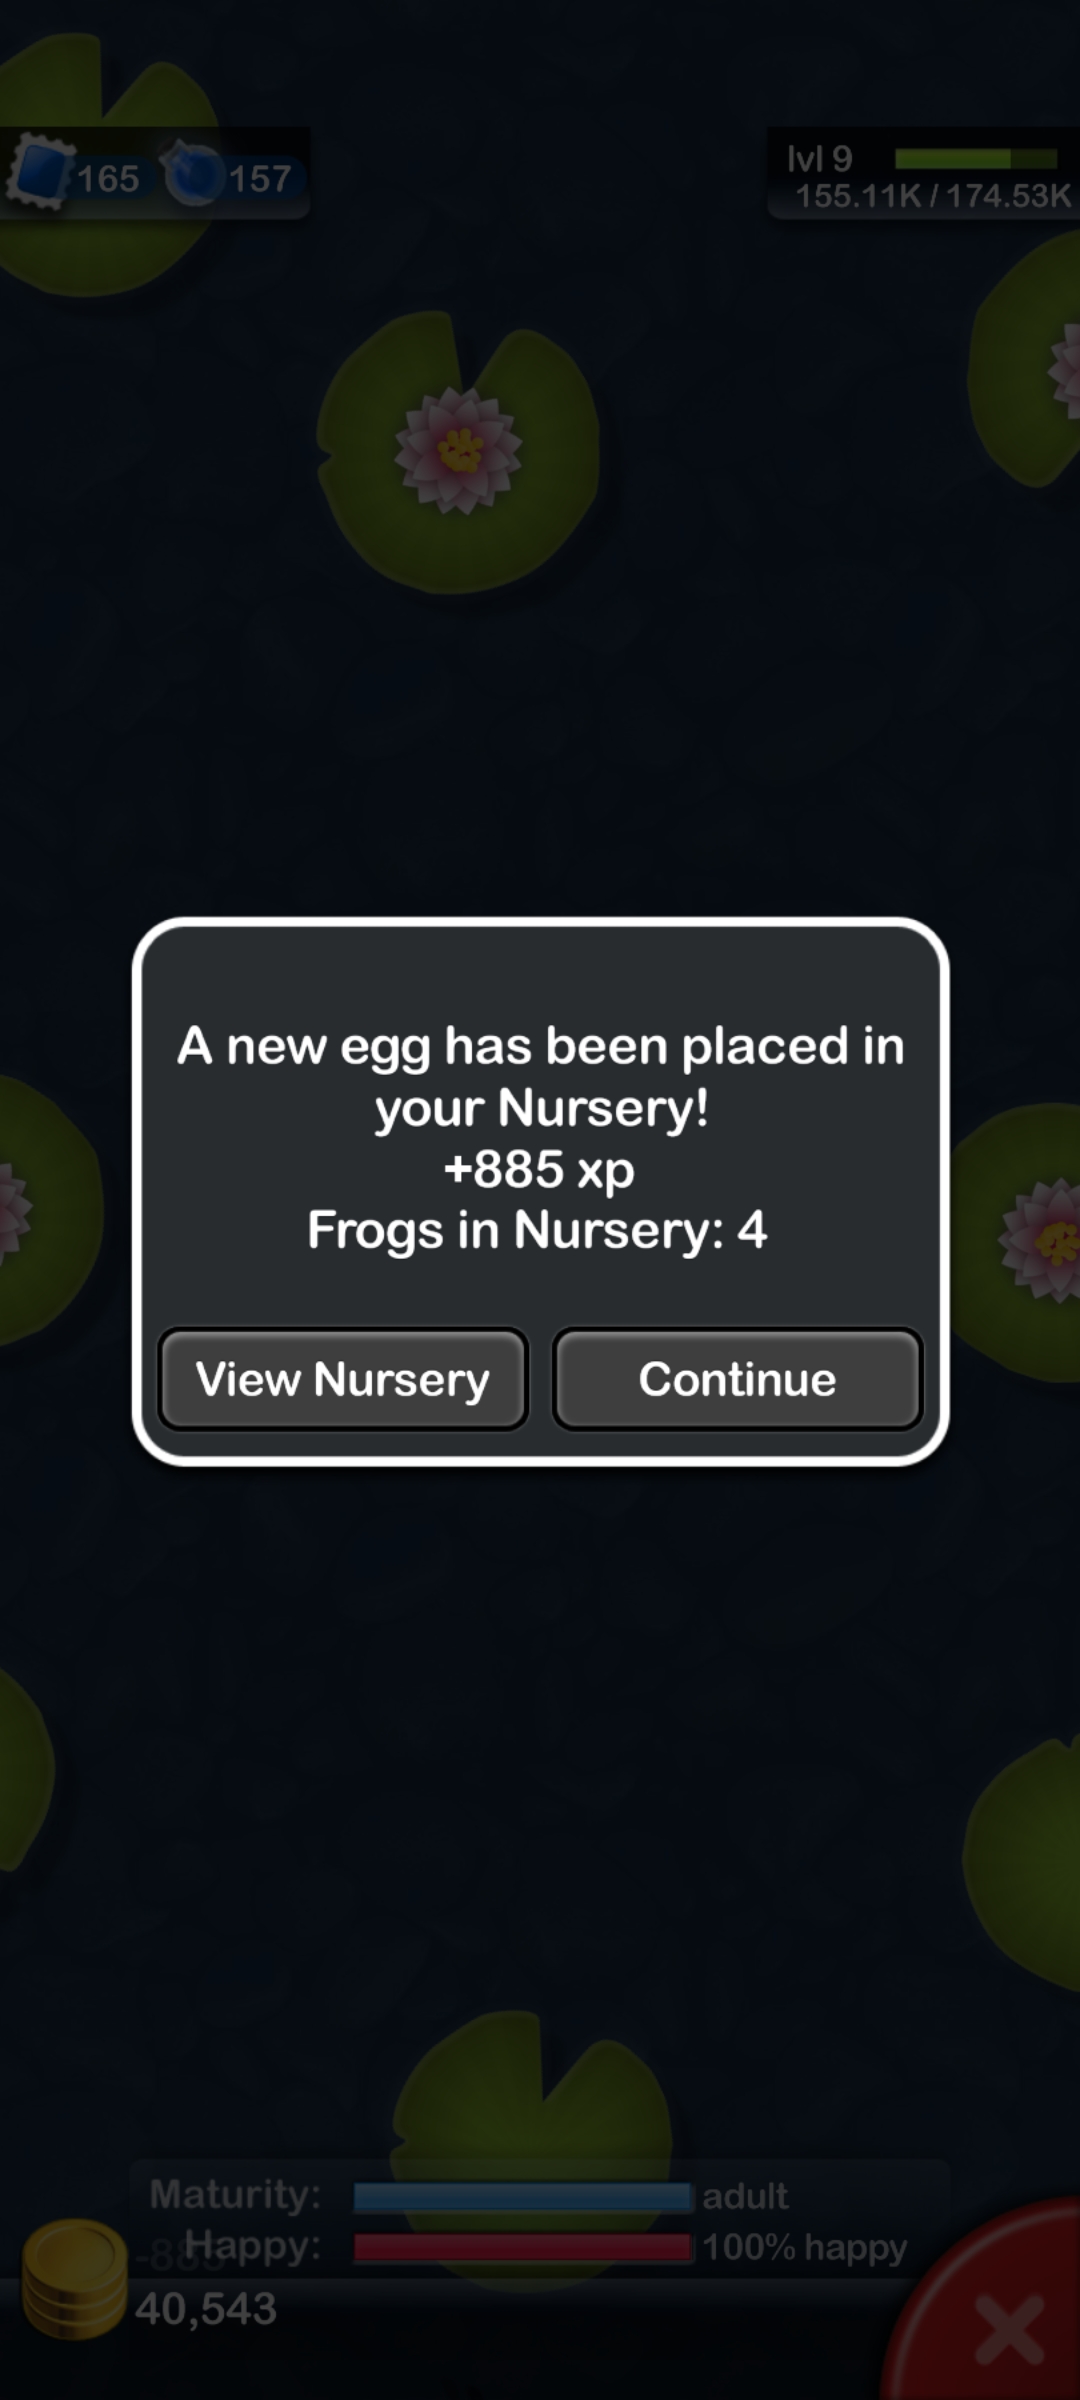 165 157
lvl 9
155.11K / 174.53K
A new egg has been placed in
your Nursery!
+885 xp
Frogs in Nursery: 4
View Nursery Continue
Maturity: adult
Happy: 100% happy
40,543